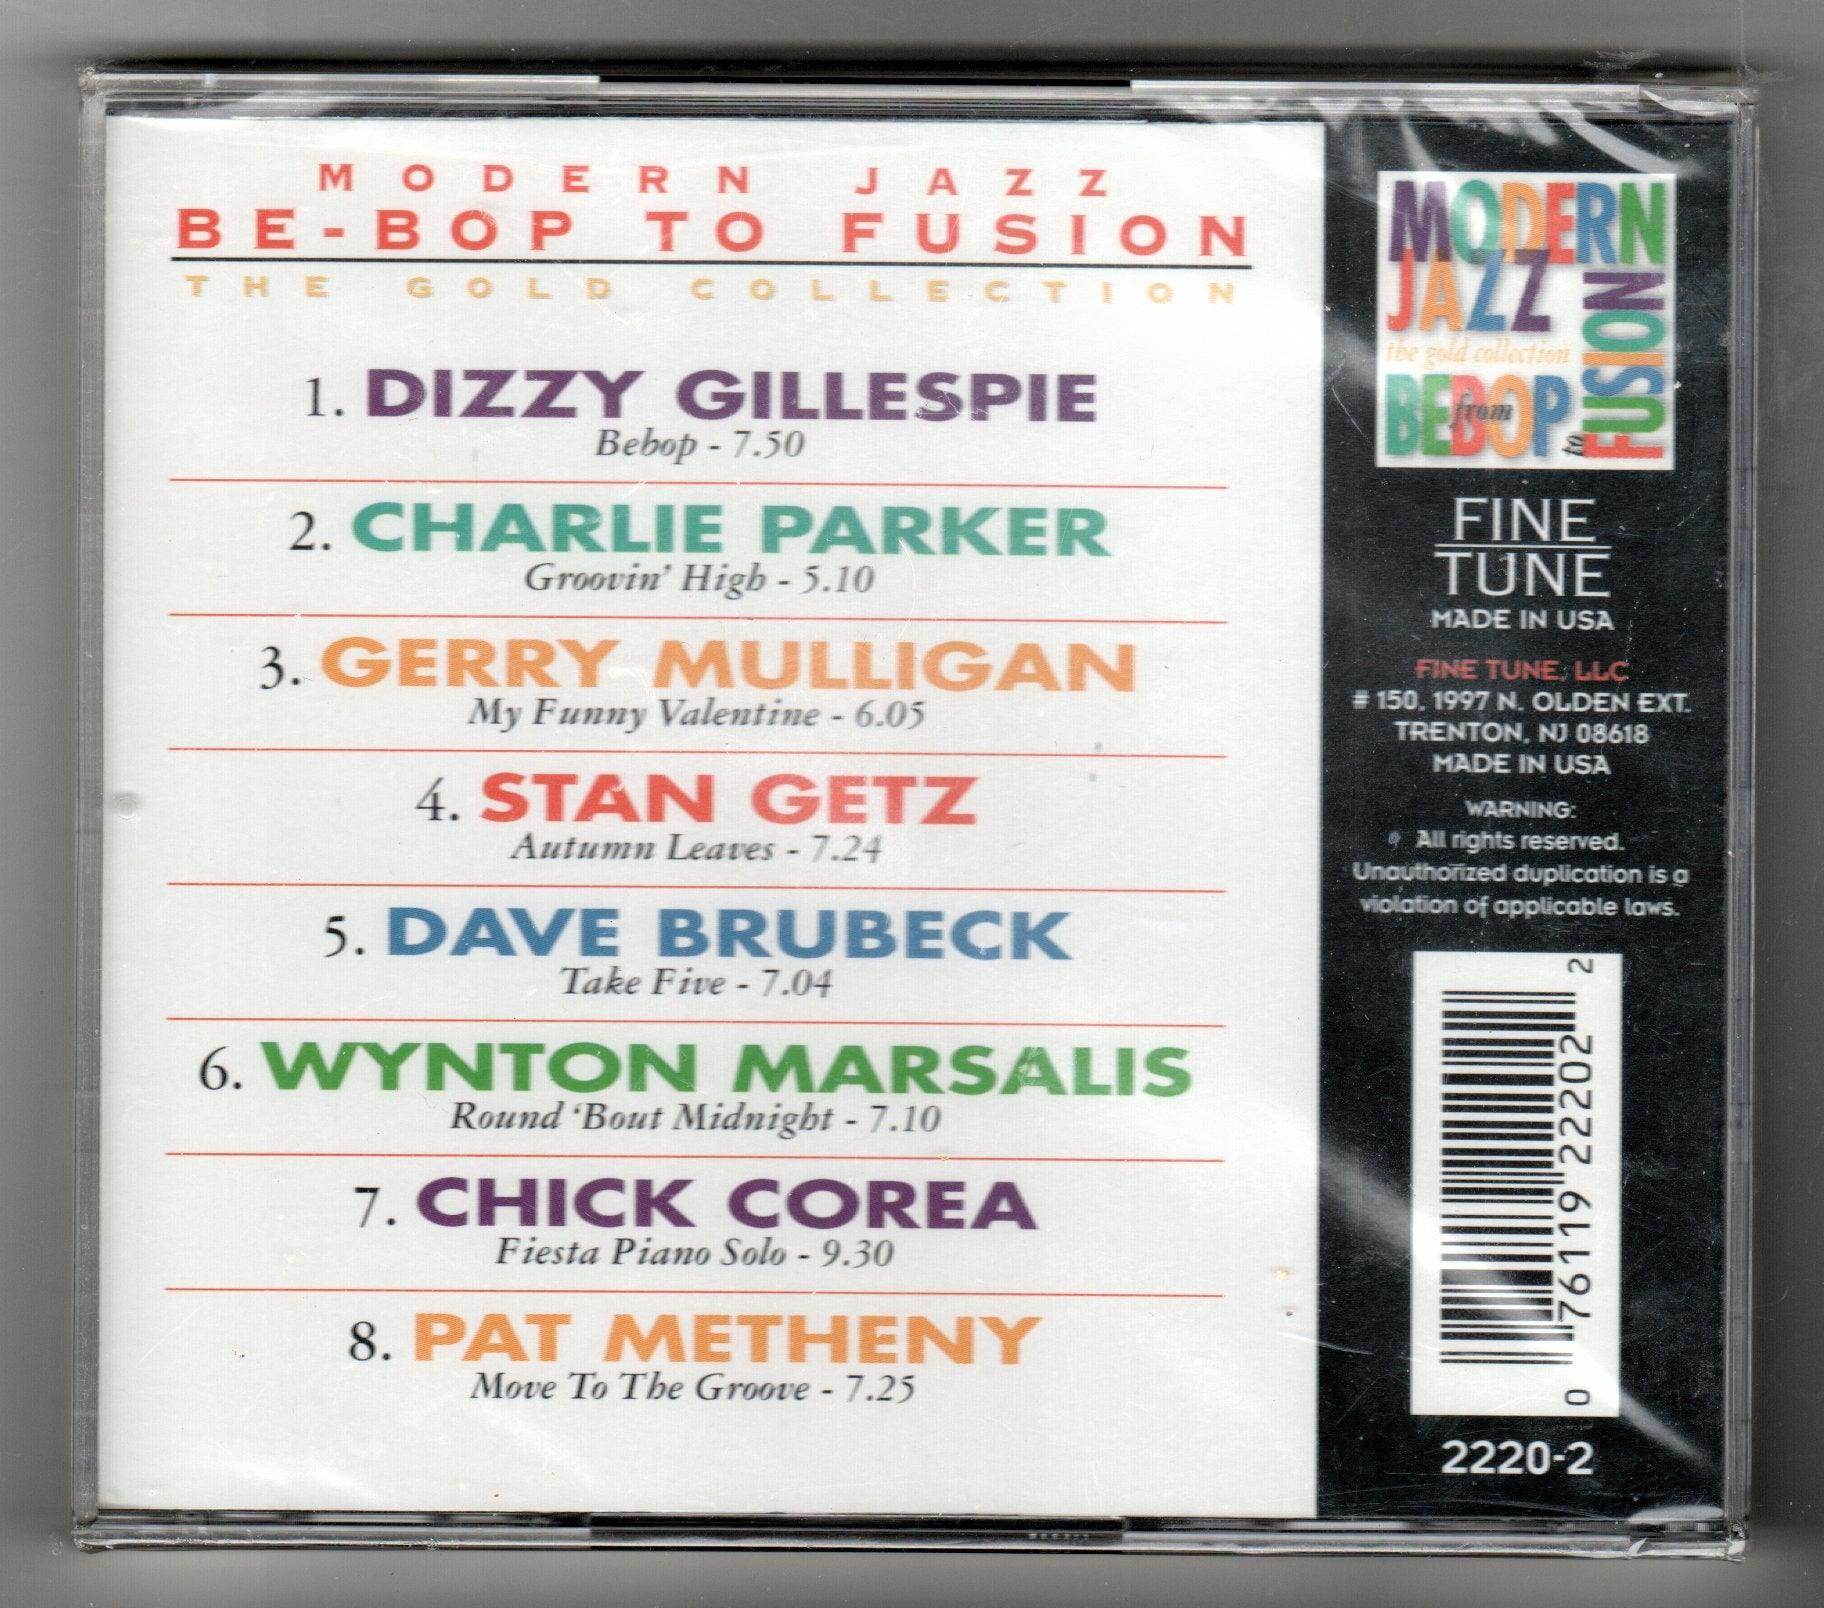 MODERN JAZZ
BE-BOP TO FUSION
THE GOLD COLLECTION
1. DIZZY GILLESPIE
Bebop - 7.50
2. CHARLIE PARKER
Groovin' High - 5.10
3. GERRY MULLIGAN
My Funny Valentine - 6.05
4. STAN GETZ
Autumn Leaves - 7.24
5. DAVE BRUBECK
Take Five - 7.04
6. WYNTON MARSALIS
Round 'Bout Midnight - 7.10
7. CHICK COREA
Fiesta Piano Solo - 9.30
8. PAT METHENY
Move To The Groove - 7.25
MODERN
JAZZ
the gold collection
from
BEBOP
to
FUSION
FINE
TUNE
MADE IN USA
FINE TUNE, LLC
# 150, 1997 N. OLDEN EXT.
TRENTON, NJ 08618
MADE IN USA
WARNING:
All rights reserved.
Unauthorized duplication is a
violation of applicable laws.
0 76119 22202 2
2220-2